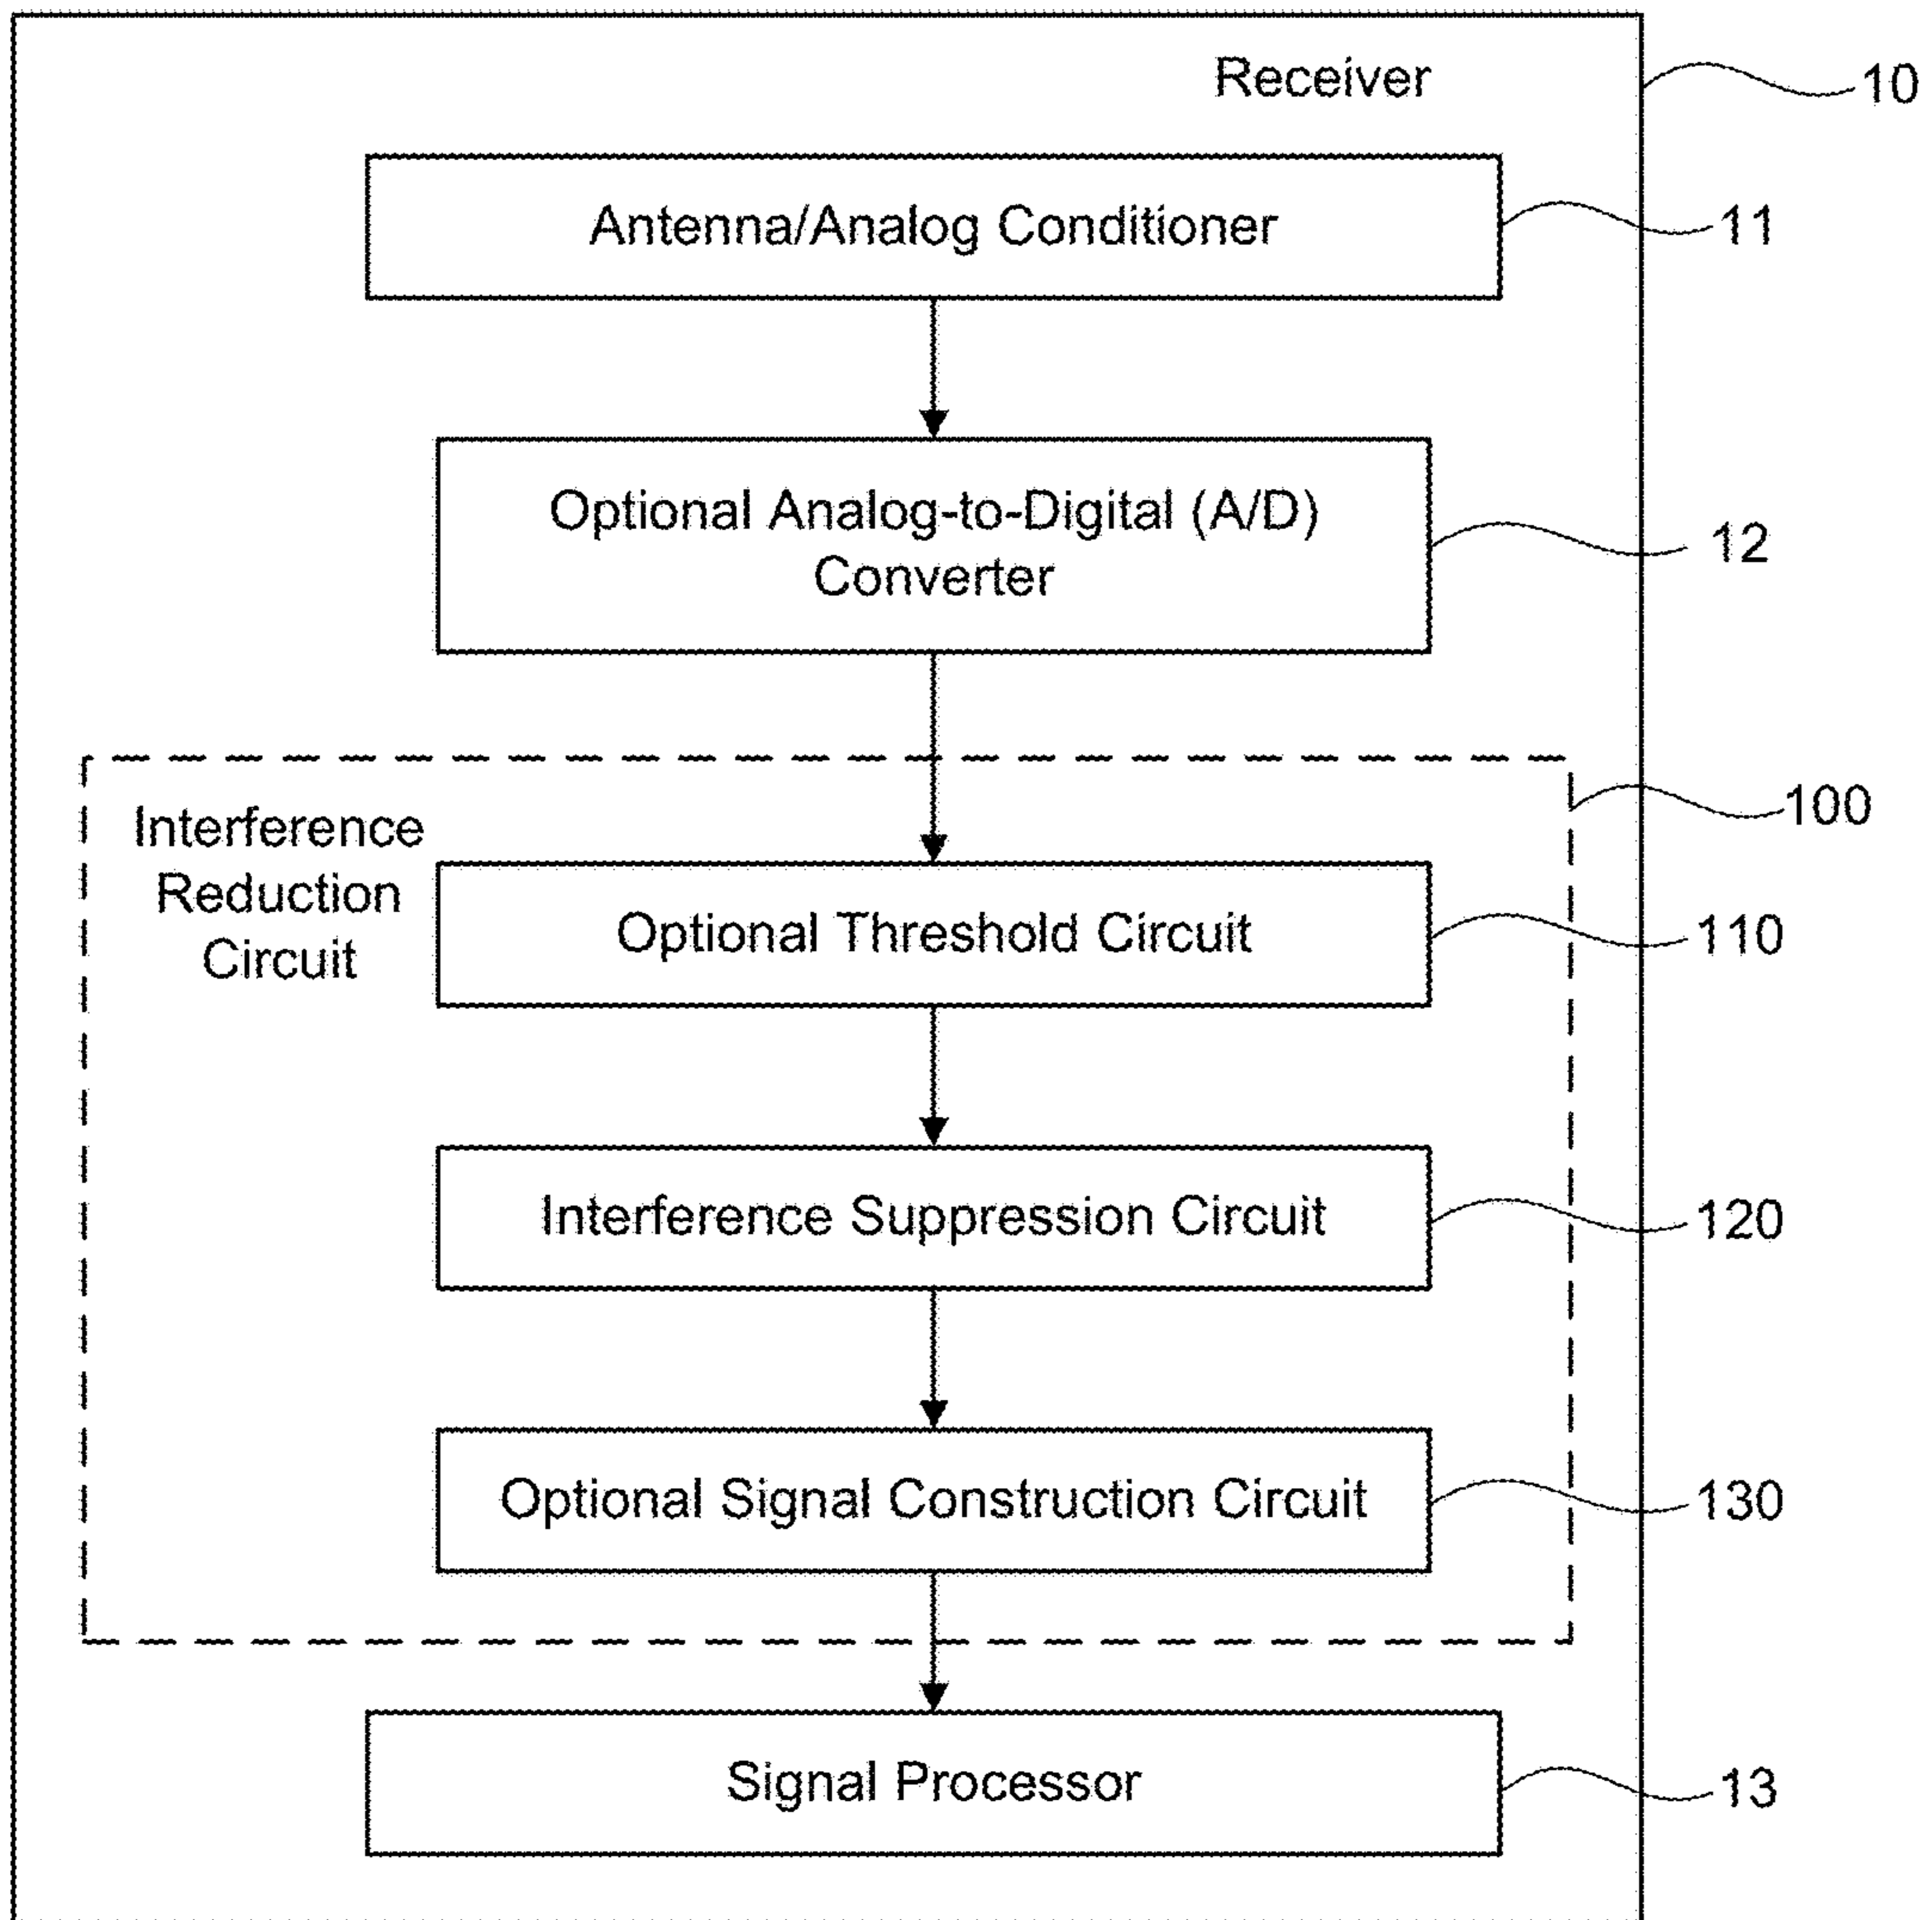 Receiver
10
Antenna/Analog Conditioner
11
Optional Analog-to-Digital (A/D)
Converter
12
Interference
Reduction
Circuit
100
Optional Threshold Circuit
110
Interference Suppression Circuit
120
Optional Signal Construction Circuit
130
Signal Processor
13